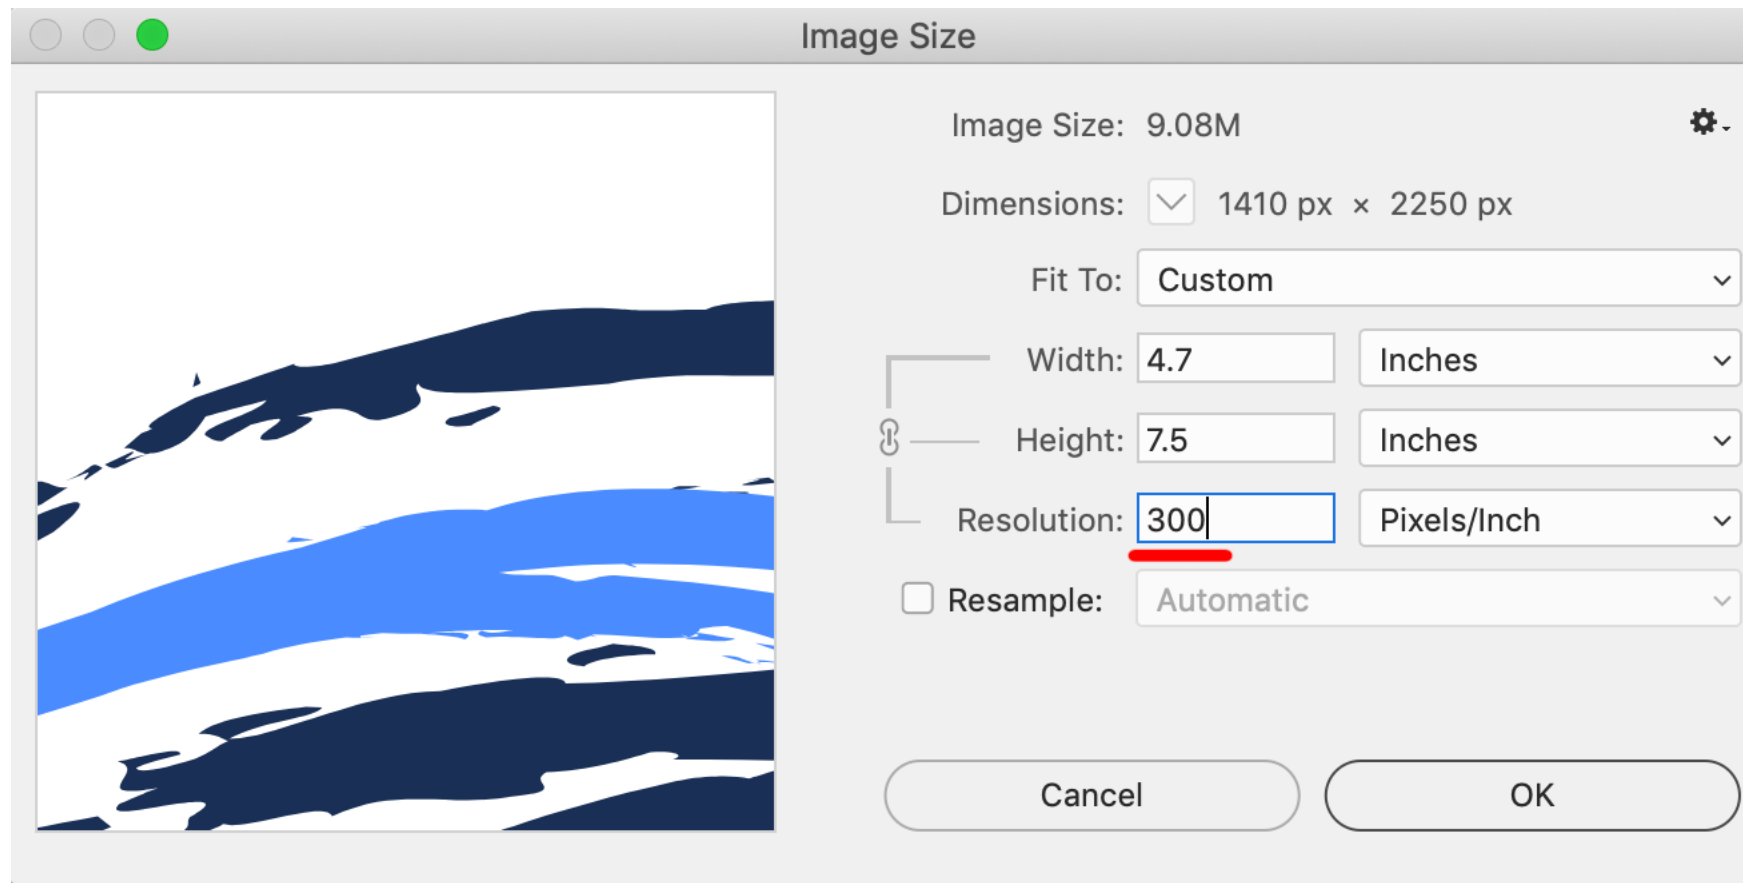 Image Size
Image Size: 9.08M
Dimensions: 1410 px × 2250 px
Fit To: Custom
Width: 4.7 Inches
Height: 7.5 Inches
Resolution: 300 Pixels/Inch
Resample: Automatic
Cancel OK